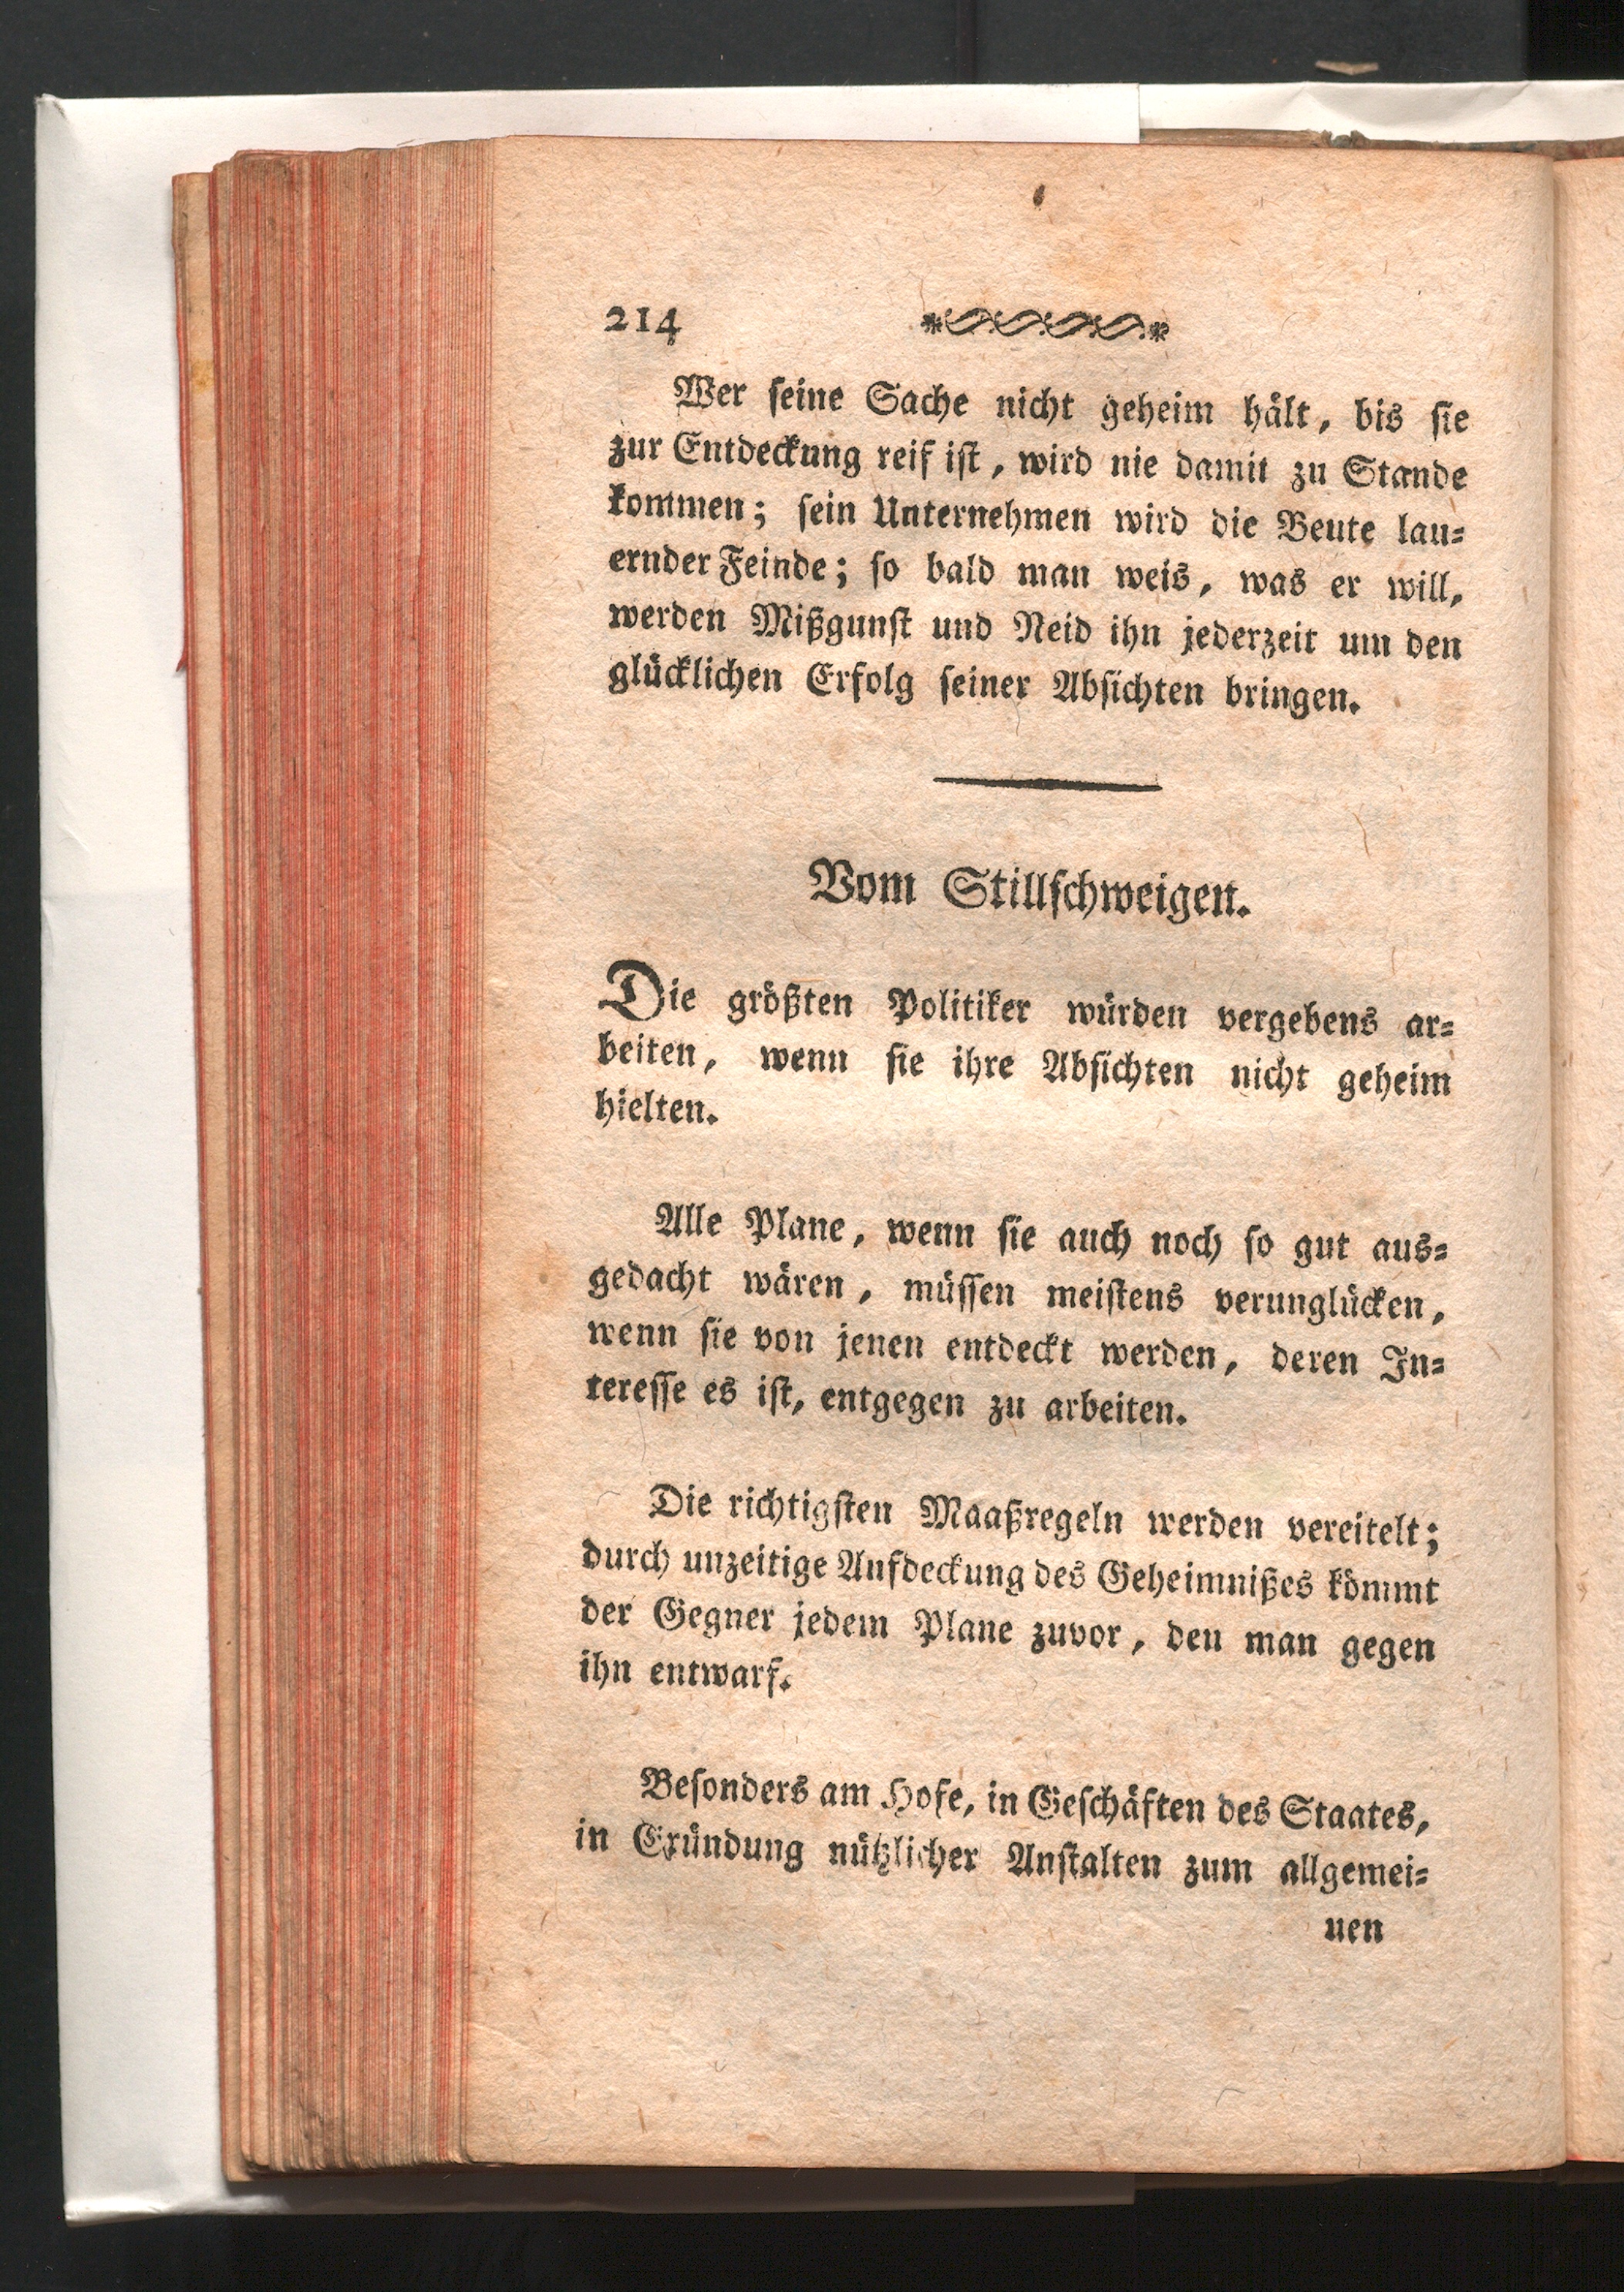 214
Wer seine Sache nicht geheim hält, bis sie
zur Entdeckung reif ist, wird nie damit zu Stande
kommen; sein Unternehmen wird die Beute lau-
ernder Feinde; so bald man weis, was er will,
werden Mißgunst und Neid ihn jederzeit um den
glücklichen Erfolg seiner Absichten bringen.
Vom Stillschweigen.
Die größten Politiker würden vergebens ar-
beiten, wenn sie ihre Absichten nicht geheim
hielten.
Alle Plane, wenn sie auch noch so gut aus-
gedacht wären, müssen meistens verunglücken,
wenn sie von jenen entdeckt werden, deren In-
teresse es ist, entgegen zu arbeiten.
Die richtigsten Maaßregeln werden vereitelt;
durch unzeitige Aufdeckung des Geheimnißes kömmt
der Gegner jedem Plane zuvor, den man gegen
ihn entwarf.
Besonders am Hofe, in Geschäften des Staates,
in Gründung nützlicher Anstalten zum allgemei-
nen